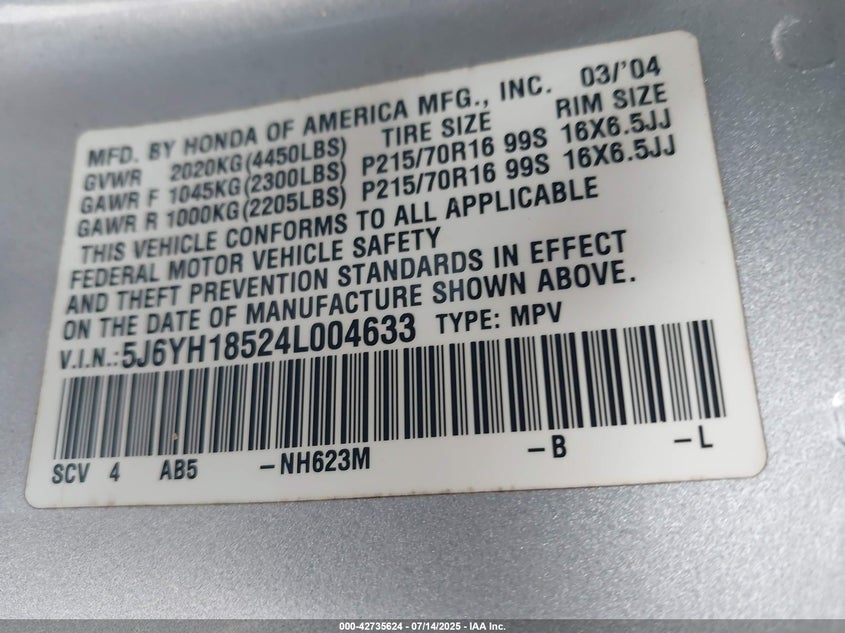 MFD. BY HONDA OF AMERICA MFG., INC. 03/'04
TIRE SIZE RIM SIZE
GVWR 2020KG(4450LBS)
GAWR F 1045KG(2300LBS) P215/70R16 99S 16X6.5JJ
GAWR R 1000KG(2205LBS) P215/70R16 99S 16X6.5JJ
THIS VEHICLE CONFORMS TO ALL APPLICABLE
FEDERAL MOTOR VEHICLE SAFETY
AND THEFT PREVENTION STANDARDS IN EFFECT
ON THE DATE OF MANUFACTURE SHOWN ABOVE.
V.I.N.:5J6YH18524L004633 TYPE: MPV
SCV 4 AB5 -NH623M -B -L
000-42735624 / 07/14/2025 - IAA Inc.